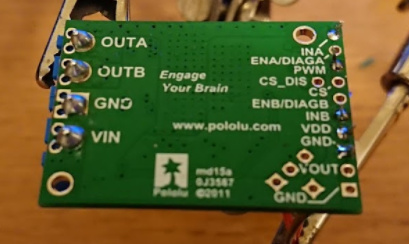 OUTA
OUTB
GND
VIN
Engage
Your Brain
www.pololu.com
Pololu
md15a
0J3567
©2011
INA
ENA/DIAGA
PWM
CS_DIS
CS
ENB/DIAGB
INB
VDD
GND
VOUT
GND